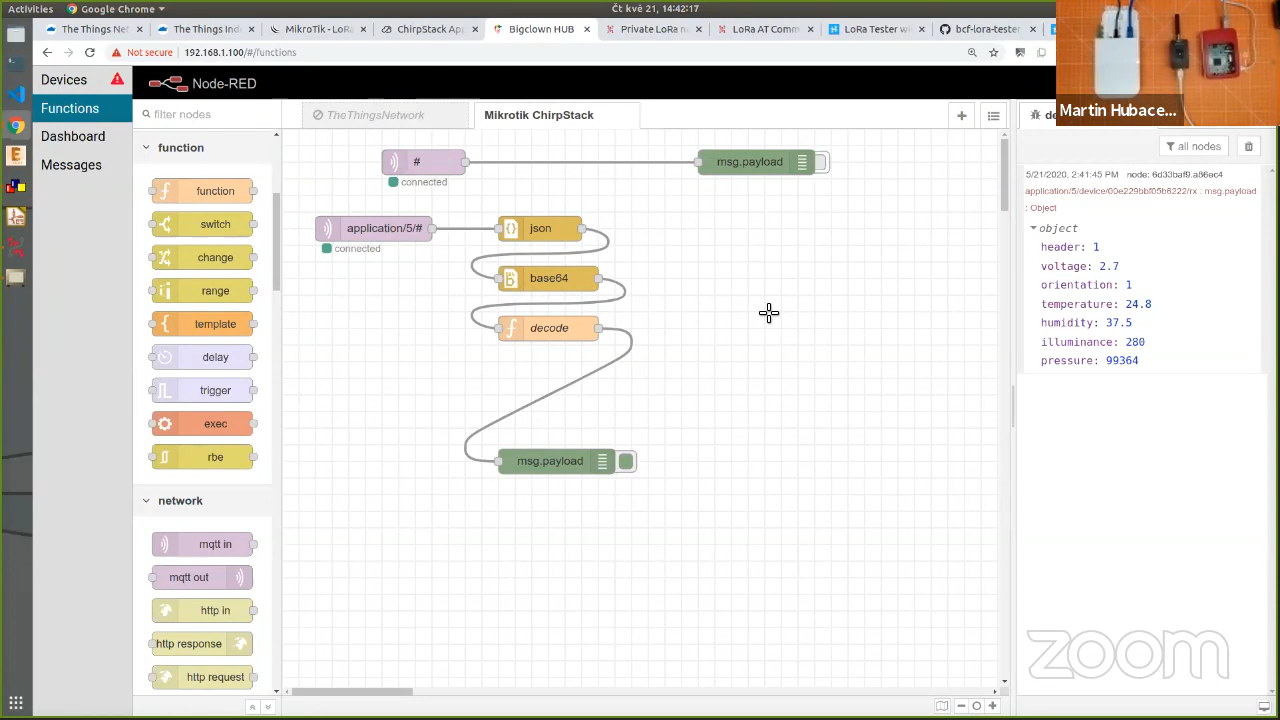 Activities
Google Chrome
Čt kvě 21, 14:42:17
The Things Net
The Things Ind
MikroTik - LoRA
ChirpStack App
Bigclown HUB
Private LoRa na
LoRA AT Comm
LoRa Tester w
bcf-lora-tester
Not secure
192.168.1.100/#/functions
Martin Hubace...
Devices
Functions
Dashboard
Messages
Node-RED
filter nodes
TheThingsNetwork
Mikrotik ChirpStack
all nodes
function
function
switch
change
range
template
delay
trigger
exec
rbe
network
mqtt in
mqtt out
http in
http response
http request
#
connected
msg.payload
application/5/#
connected
json
base64
decode
msg.payload
5/21/2020, 2:41:45 PM node: 6d33baf9.a86ec4
application/5/device/00e229bbf05b6222/rx : msg.payload
: Object
object
header: 1
voltage: 2.7
orientation: 1
temperature: 24.8
humidity: 37.5
illuminance: 280
pressure: 99364
zoom